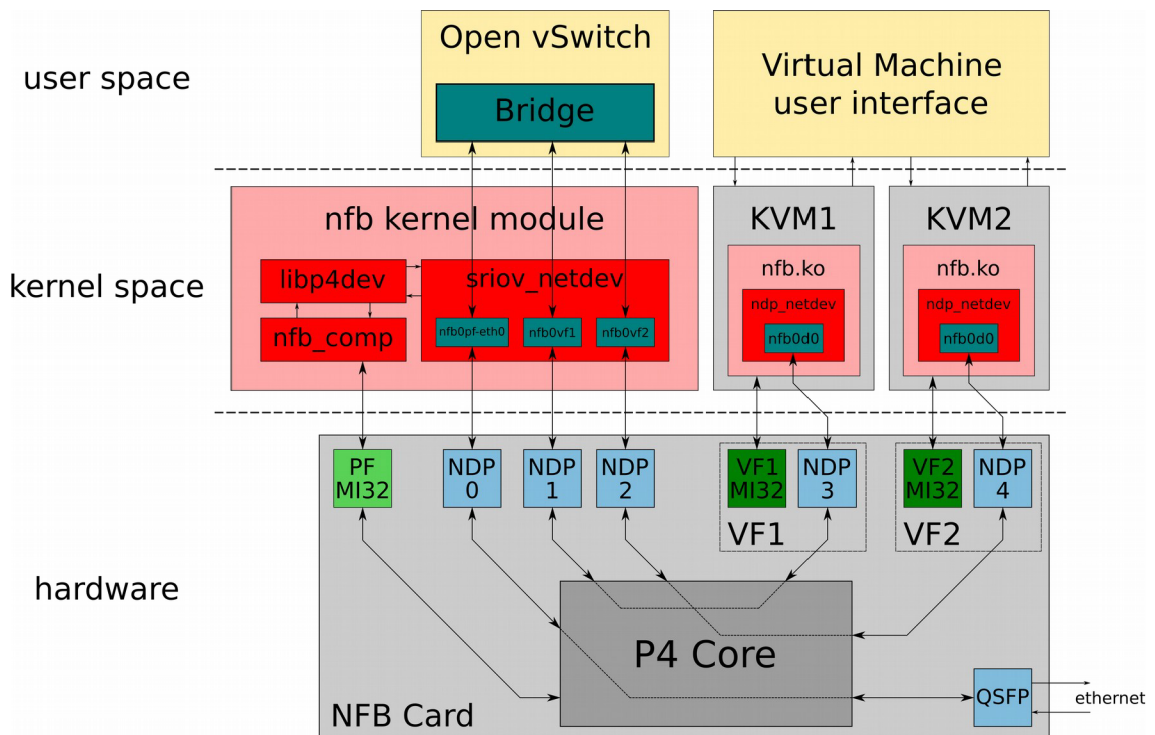 Open vSwitch
Bridge
Virtual Machine
user interface
user space
nfb kernel module
libp4dev
nfb_comp
sriov_netdev
nfb0pf-eth0
nfb0vf1
nfb0vf2
KVM1
nfb.ko
ndp_netdev
nfb0d0
KVM2
nfb.ko
ndp_netdev
nfb0d0
kernel space
PF
MI32
NDP
0
NDP
1
NDP
2
VF1
MI32
NDP
3
VF1
VF2
MI32
NDP
4
VF2
hardware
P4 Core
NFB Card
QSFP
ethernet